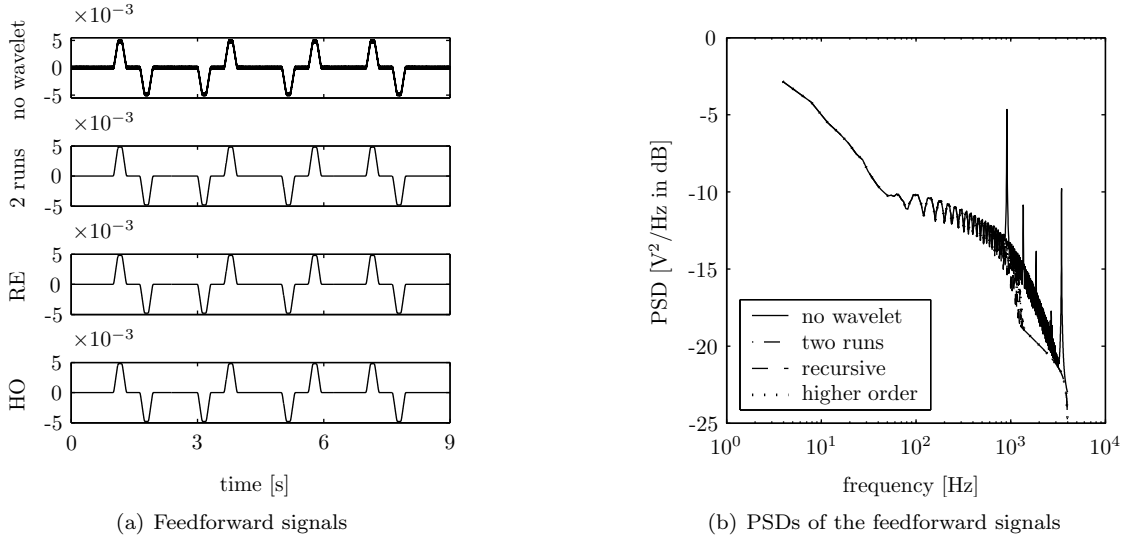 ×10⁻³
no wavelet
5
0
-5
×10⁻³
2 runs
5
0
-5
×10⁻³
RE
5
0
-5
×10⁻³
HO
5
0
-5
0 3 6 9
time [s]
(a) Feedforward signals
PSD [V²/Hz in dB]
0
-5
-10
-15
-20
-25
no wavelet
two runs
recursive
higher order
10⁰ 10¹ 10² 10³ 10⁴
frequency [Hz]
(b) PSDs of the feedforward signals